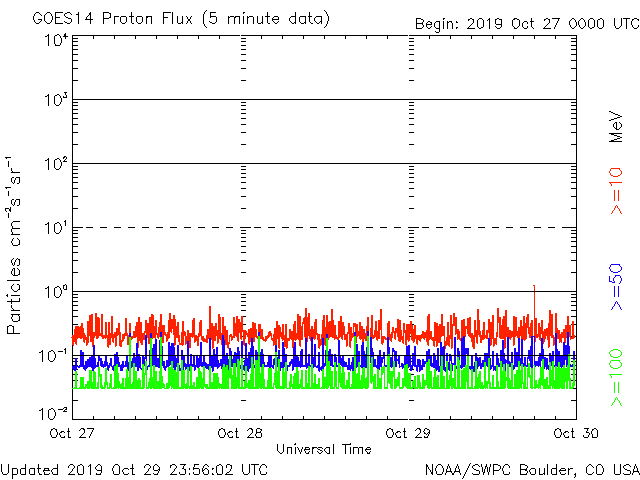 GOES14 Proton Flux (5 minute data)
Begin: 2019 Oct 27 0000 UTC
Particles cm⁻²s⁻¹sr⁻¹
10⁴
10³
10²
10¹
10⁰
10⁻¹
10⁻²
Oct 27
Oct 28
Oct 29
Oct 30
Universal Time
MeV
>=10
>=50
>=100
Updated 2019 Oct 29 23:56:02 UTC
NOAA/SWPC Boulder, CO USA